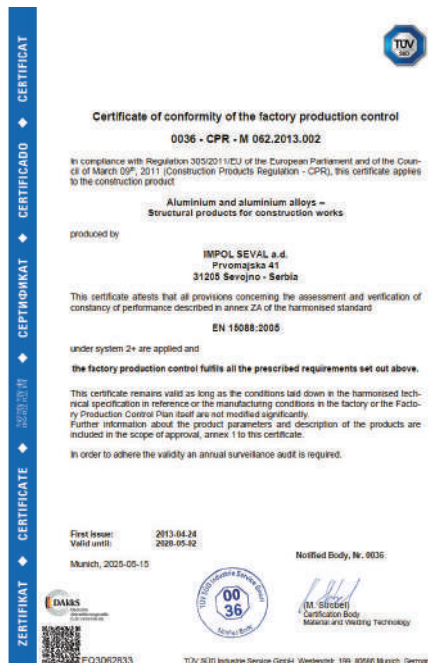 TÜV
SÜD
Certificate of conformity of the factory production control
0036 - CPR - M 062.2013.002
In compliance with Regulation 305/2011/EU of the European Parliament and of the Coun-
cil of March 09th, 2011 (Construction Products Regulation - CPR), this certificate applies
to the construction product
Aluminium and aluminium alloys –
Structural products for construction works
produced by
IMPOL SEVAL a.d.
Prvomajska 41
31205 Sevojno - Serbia
This certificate attests that all provisions concerning the assessment and verification of
constancy of performance described in annex ZA of the harmonised standard
EN 15088:2005
under system 2+ are applied and
the factory production control fulfils all the prescribed requirements set out above.
This certificate remains valid as long as the conditions laid down in the harmonised tech-
nical specification in reference or the manufacturing conditions in the factory or the Facto-
ry Production Control Plan itself are not modified significantly.
Further information about the product parameters and description of the products are
included in the scope of approval, annex 1 to this certificate.
In order to adhere the validity an annual surveillance audit is required.
First issue: 2013-04-24
Valid until:
Munich,
Notified Body, Nr. 0036
DAkkS
TÜV SÜD Industrie Service GmbH
00
36
Notified Body
(M. Strobel)
Certification Body
Material and Welding Technology
TÜV SÜD Industrie Service GmbH, Westendstr. 199, 80686 Munich, German
ZERTIFIKAT ◆ CERTIFICATE ◆ ◆ СЕРТИФИКАТ ◆ CERTIFICADO ◆ CERTIFICAT